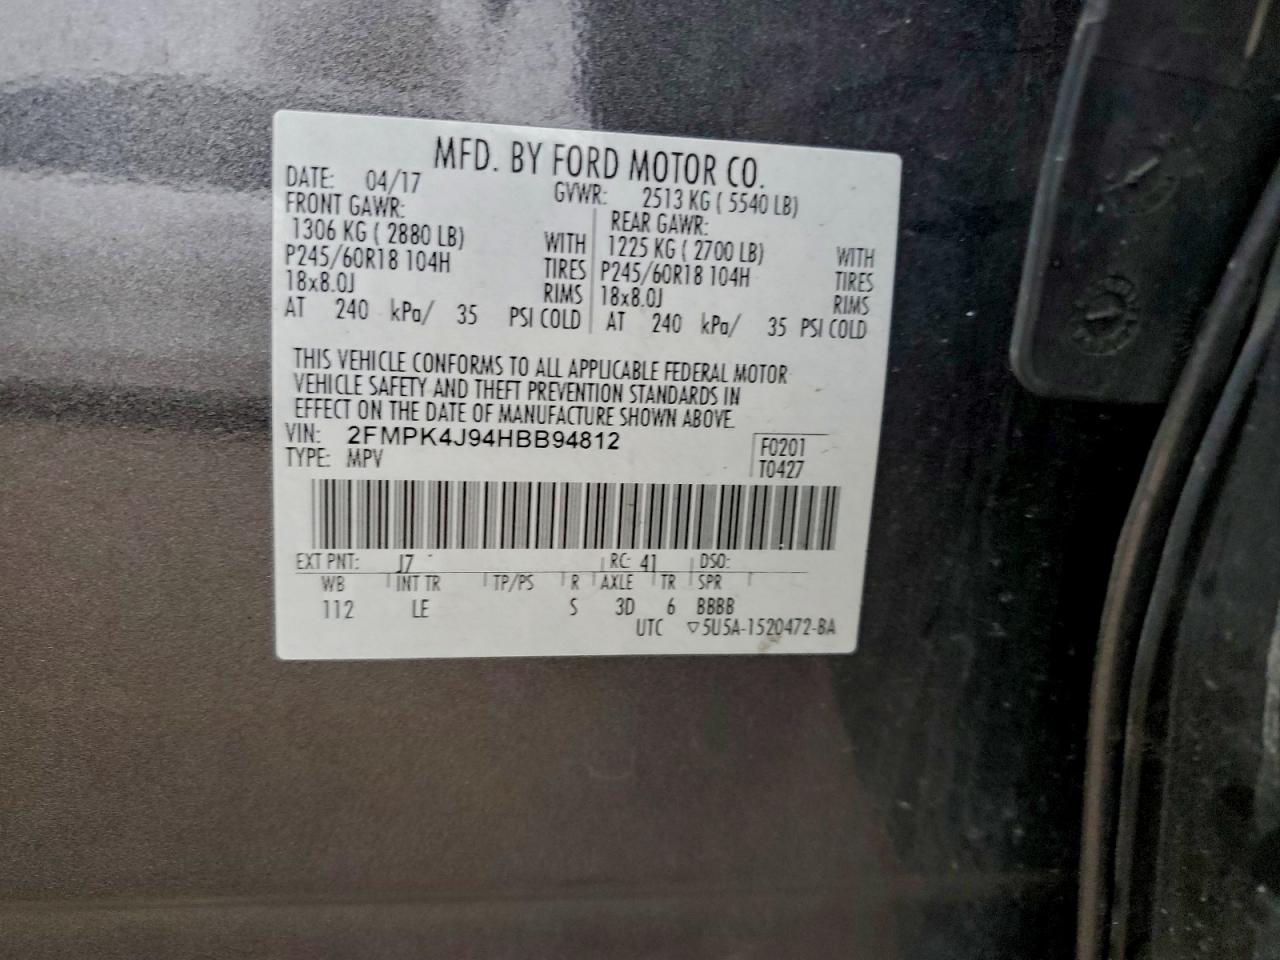 MFD. BY FORD MOTOR CO.
DATE: 04/17 GVWR: 2513 KG ( 5540 LB)
FRONT GAWR: REAR GAWR:
1306 KG ( 2880 LB) WITH 1225 KG ( 2700 LB) WITH
P245/60R18 104H TIRES P245/60R18 104H TIRES
18x8.0J RIMS 18x8.0J RIMS
AT 240 kPa/ 35 PSI COLD AT 240 kPa/ 35 PSI COLD
THIS VEHICLE CONFORMS TO ALL APPLICABLE FEDERAL MOTOR
VEHICLE SAFETY AND THEFT PREVENTION STANDARDS IN
EFFECT ON THE DATE OF MANUFACTURE SHOWN ABOVE.
VIN: 2FMPK4J94HBB94812 F0201
TYPE: MPV T0427
EXT PNT: J7 RC: 41 DSO:
WB INT TR TP/PS R AXLE TR SPR
112 LE S 3D 6 BBBB
UTC ▽5U5A-1520472-BA